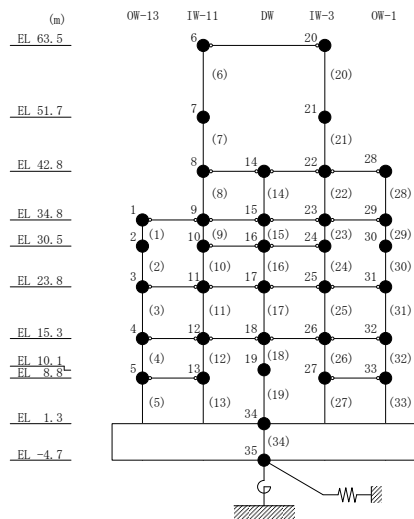 (m) OW-13 IW-11 DW IW-3 OW-1
EL 63.5 6 20
(6) (20)
EL 51.7 7 21
(7) (21)
EL 42.8 8 14 22 28
(8) (14) (22) (28)
EL 34.8 1 9 15 23 29
(1) (9) (15) (23) (29)
EL 30.5 2 10 16 24 30
(2) (10) (16) (24) (30)
EL 23.8 3 11 17 25 31
(3) (11) (17) (25) (31)
EL 15.3 4 12 18 26 32
(4) (12) (18) (26) (32)
EL 10.1 19
EL 8.8 5 13 27 33
(5) (13) (19) (27) (33)
EL 1.3 34
(34)
EL -4.7 35